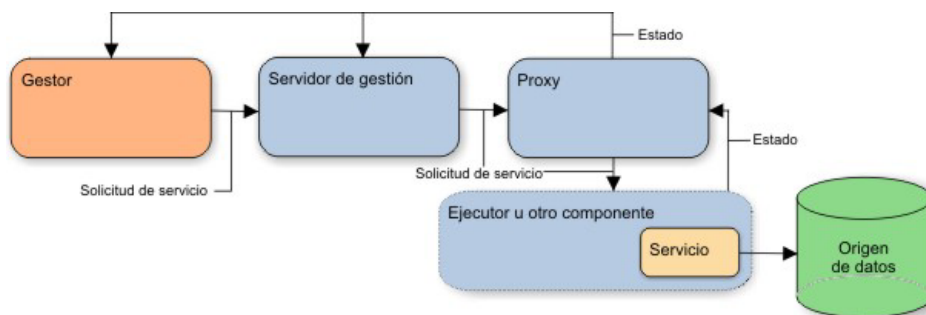 Estado
Gestor
Servidor de gestión
Proxy
Estado
Solicitud de servicio
Solicitud de servicio
Ejecutor u otro componente
Servicio
Origen
de datos